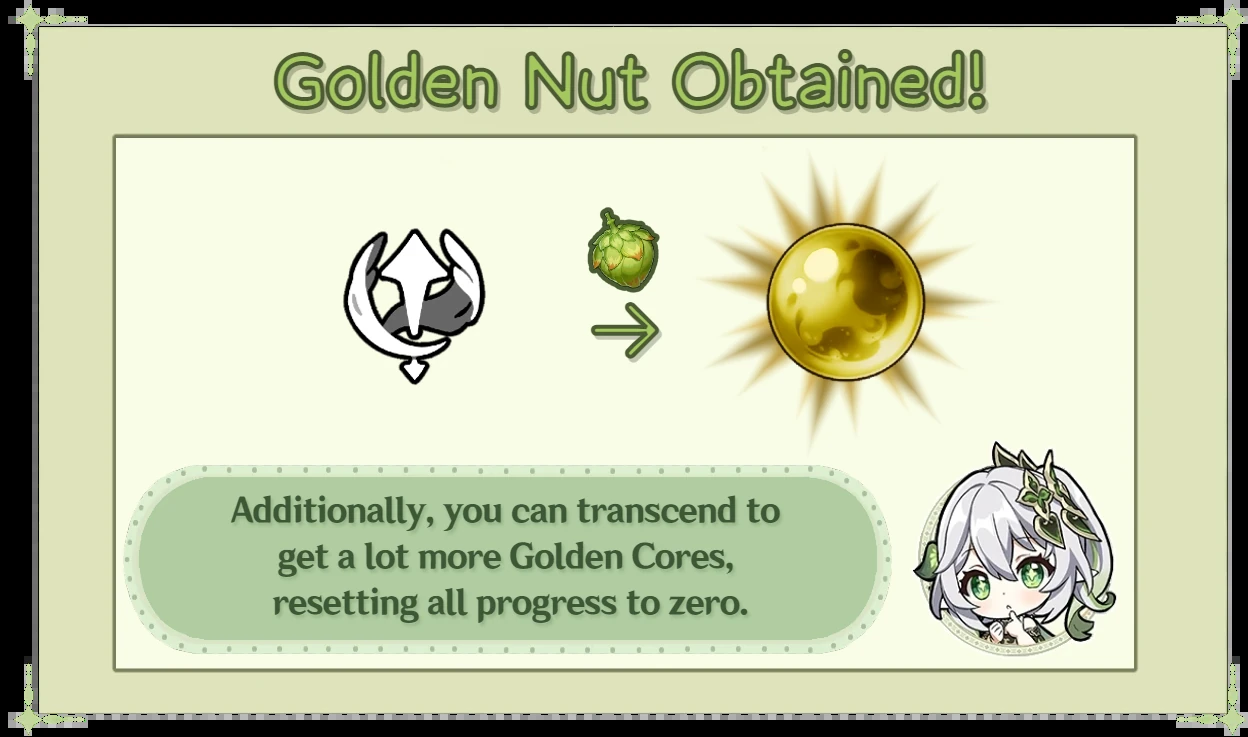 Golden Nut Obtained!
Additionally, you can transcend to
get a lot more Golden Cores,
resetting all progress to zero.